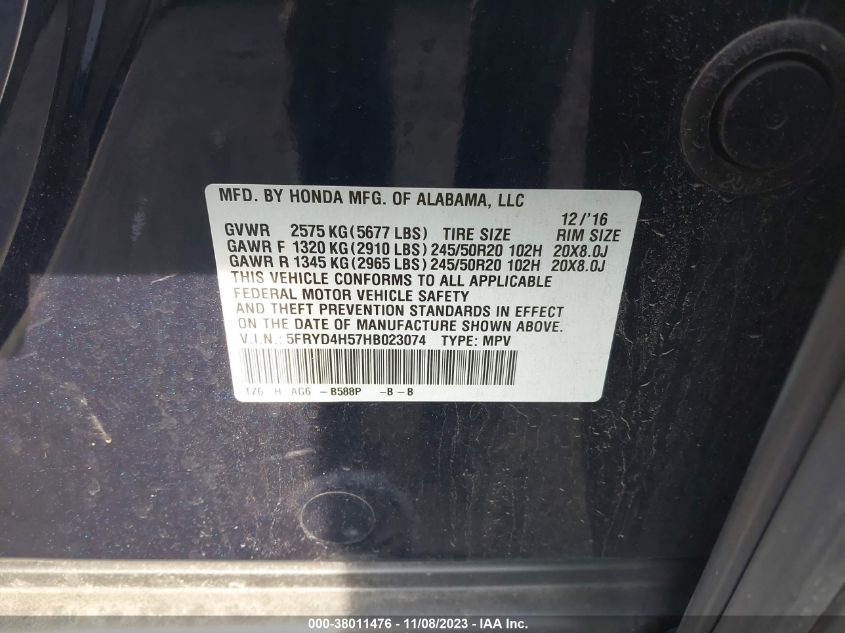 MFD. BY HONDA MFG. OF ALABAMA, LLC
12/'16
GVWR 2575 KG (5677 LBS) TIRE SIZE RIM SIZE
GAWR F 1320 KG (2910 LBS) 245/50R20 102H 20X8.0J
GAWR R 1345 KG (2965 LBS) 245/50R20 102H 20X8.0J
THIS VEHICLE CONFORMS TO ALL APPLICABLE
FEDERAL MOTOR VEHICLE SAFETY
AND THEFT PREVENTION STANDARDS IN EFFECT
ON THE DATE OF MANUFACTURE SHOWN ABOVE.
V.I.N.: 5FRYD4H57HB023074 TYPE: MPV
TZ6 H AG6 -B588P -B-B
000-38011476 - 11/08/2023 - IAA, Inc.